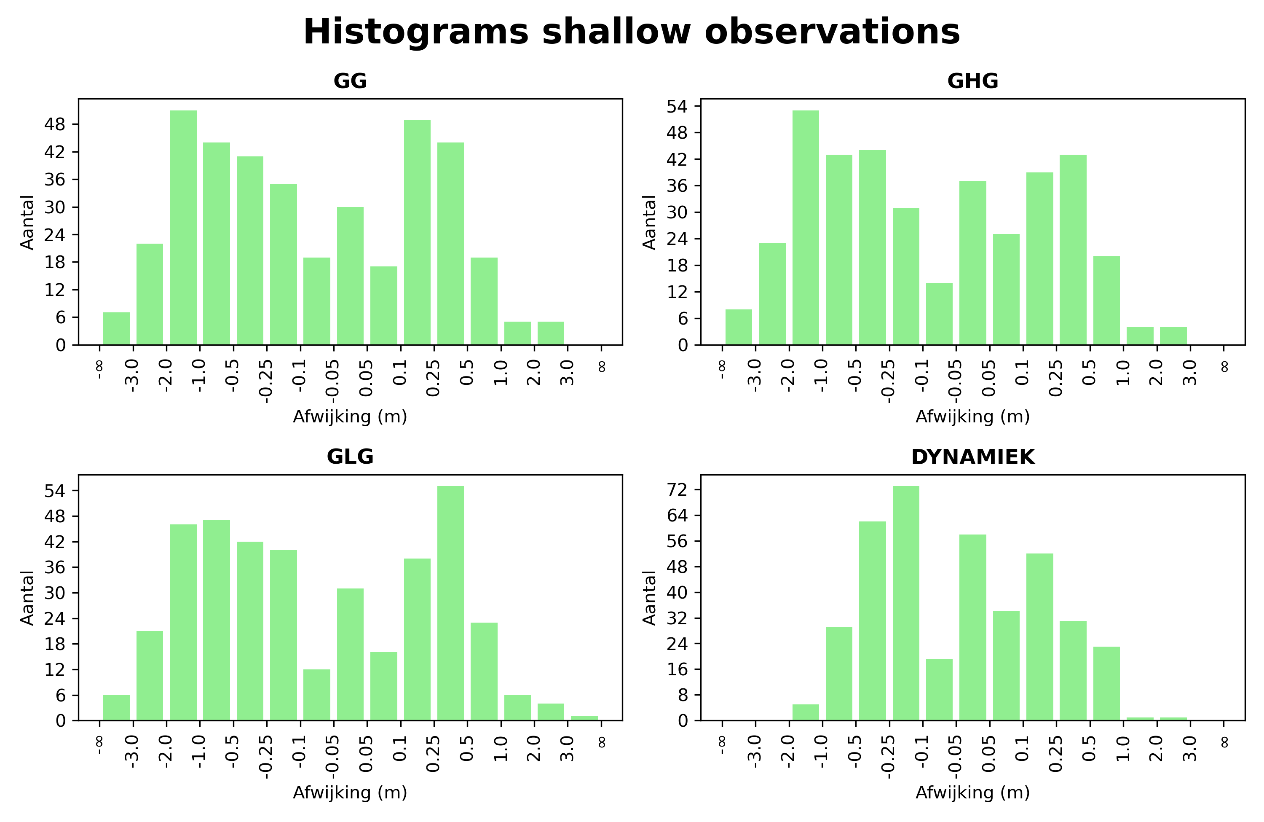 Histograms shallow observations
GG
48
42
36
30
24
18
12
6
0
Aantal
-∞ -3.0 -2.0 -1.0 -0.5 -0.25 -0.1 -0.05 0.05 0.1 0.25 0.5 1.0 2.0 3.0 ∞
Afwijking (m)
GHG
54
48
42
36
30
24
18
12
6
0
Aantal
-∞ -3.0 -2.0 -1.0 -0.5 -0.25 -0.1 -0.05 0.05 0.1 0.25 0.5 1.0 2.0 3.0 ∞
Afwijking (m)
GLG
54
48
42
36
30
24
18
12
6
0
Aantal
-∞ -3.0 -2.0 -1.0 -0.5 -0.25 -0.1 -0.05 0.05 0.1 0.25 0.5 1.0 2.0 3.0 ∞
Afwijking (m)
DYNAMIEK
72
64
56
48
40
32
24
16
8
0
Aantal
-∞ -3.0 -2.0 -1.0 -0.5 -0.25 -0.1 -0.05 0.05 0.1 0.25 0.5 1.0 2.0 3.0 ∞
Afwijking (m)